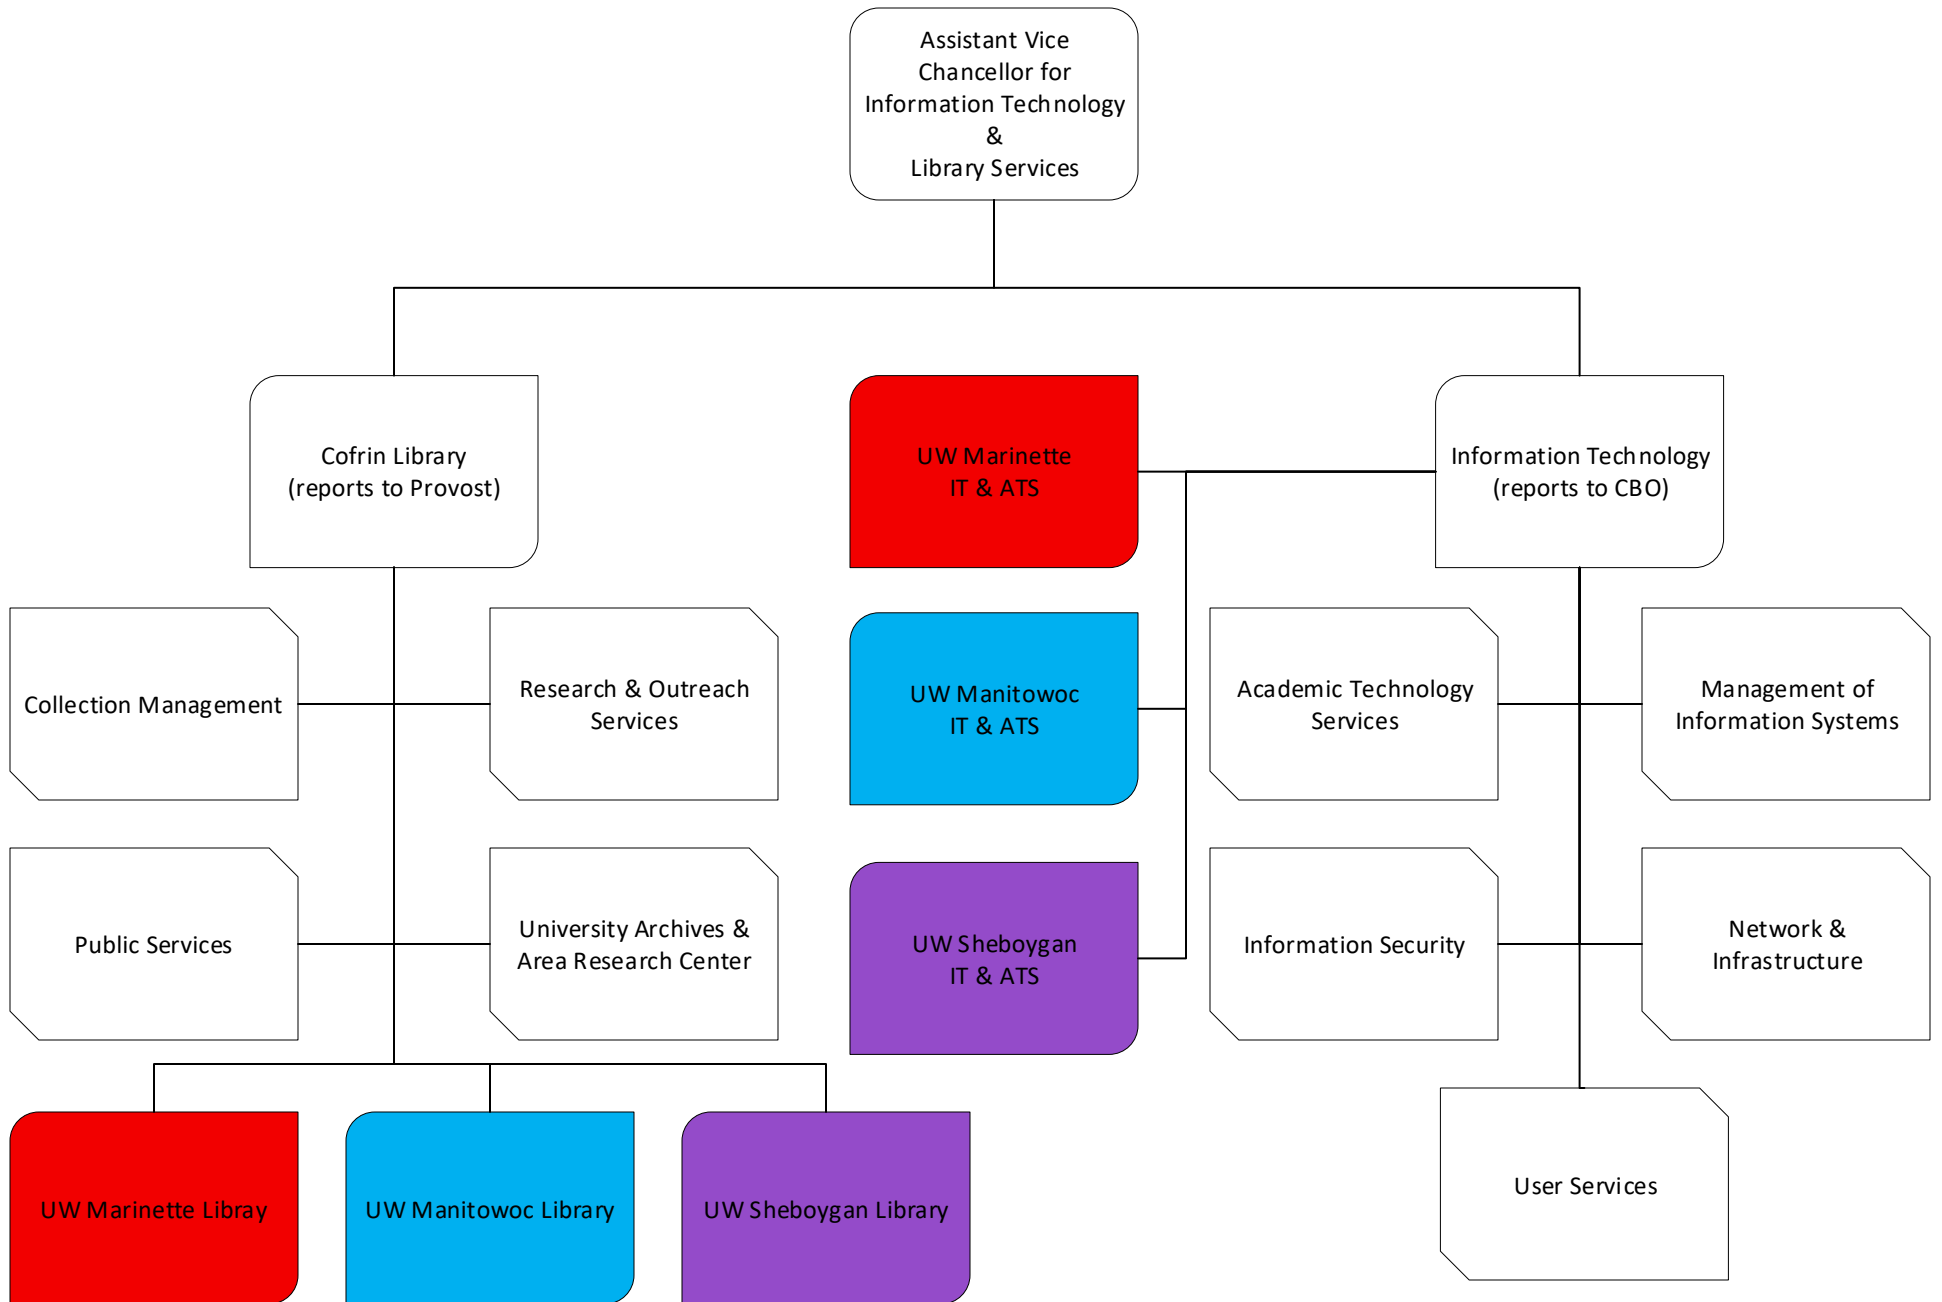 Assistant Vice
Chancellor for
Information Technology
&
Library Services
Cofrin Library
(reports to Provost)
UW Marinette
IT & ATS
Information Technology
(reports to CBO)
Collection Management
Research & Outreach
Services
UW Manitowoc
IT & ATS
Academic Technology
Services
Management of
Information Systems
Public Services
University Archives &
Area Research Center
UW Sheboygan
IT & ATS
Information Security
Network &
Infrastructure
UW Marinette Libray
UW Manitowoc Library
UW Sheboygan Library
User Services